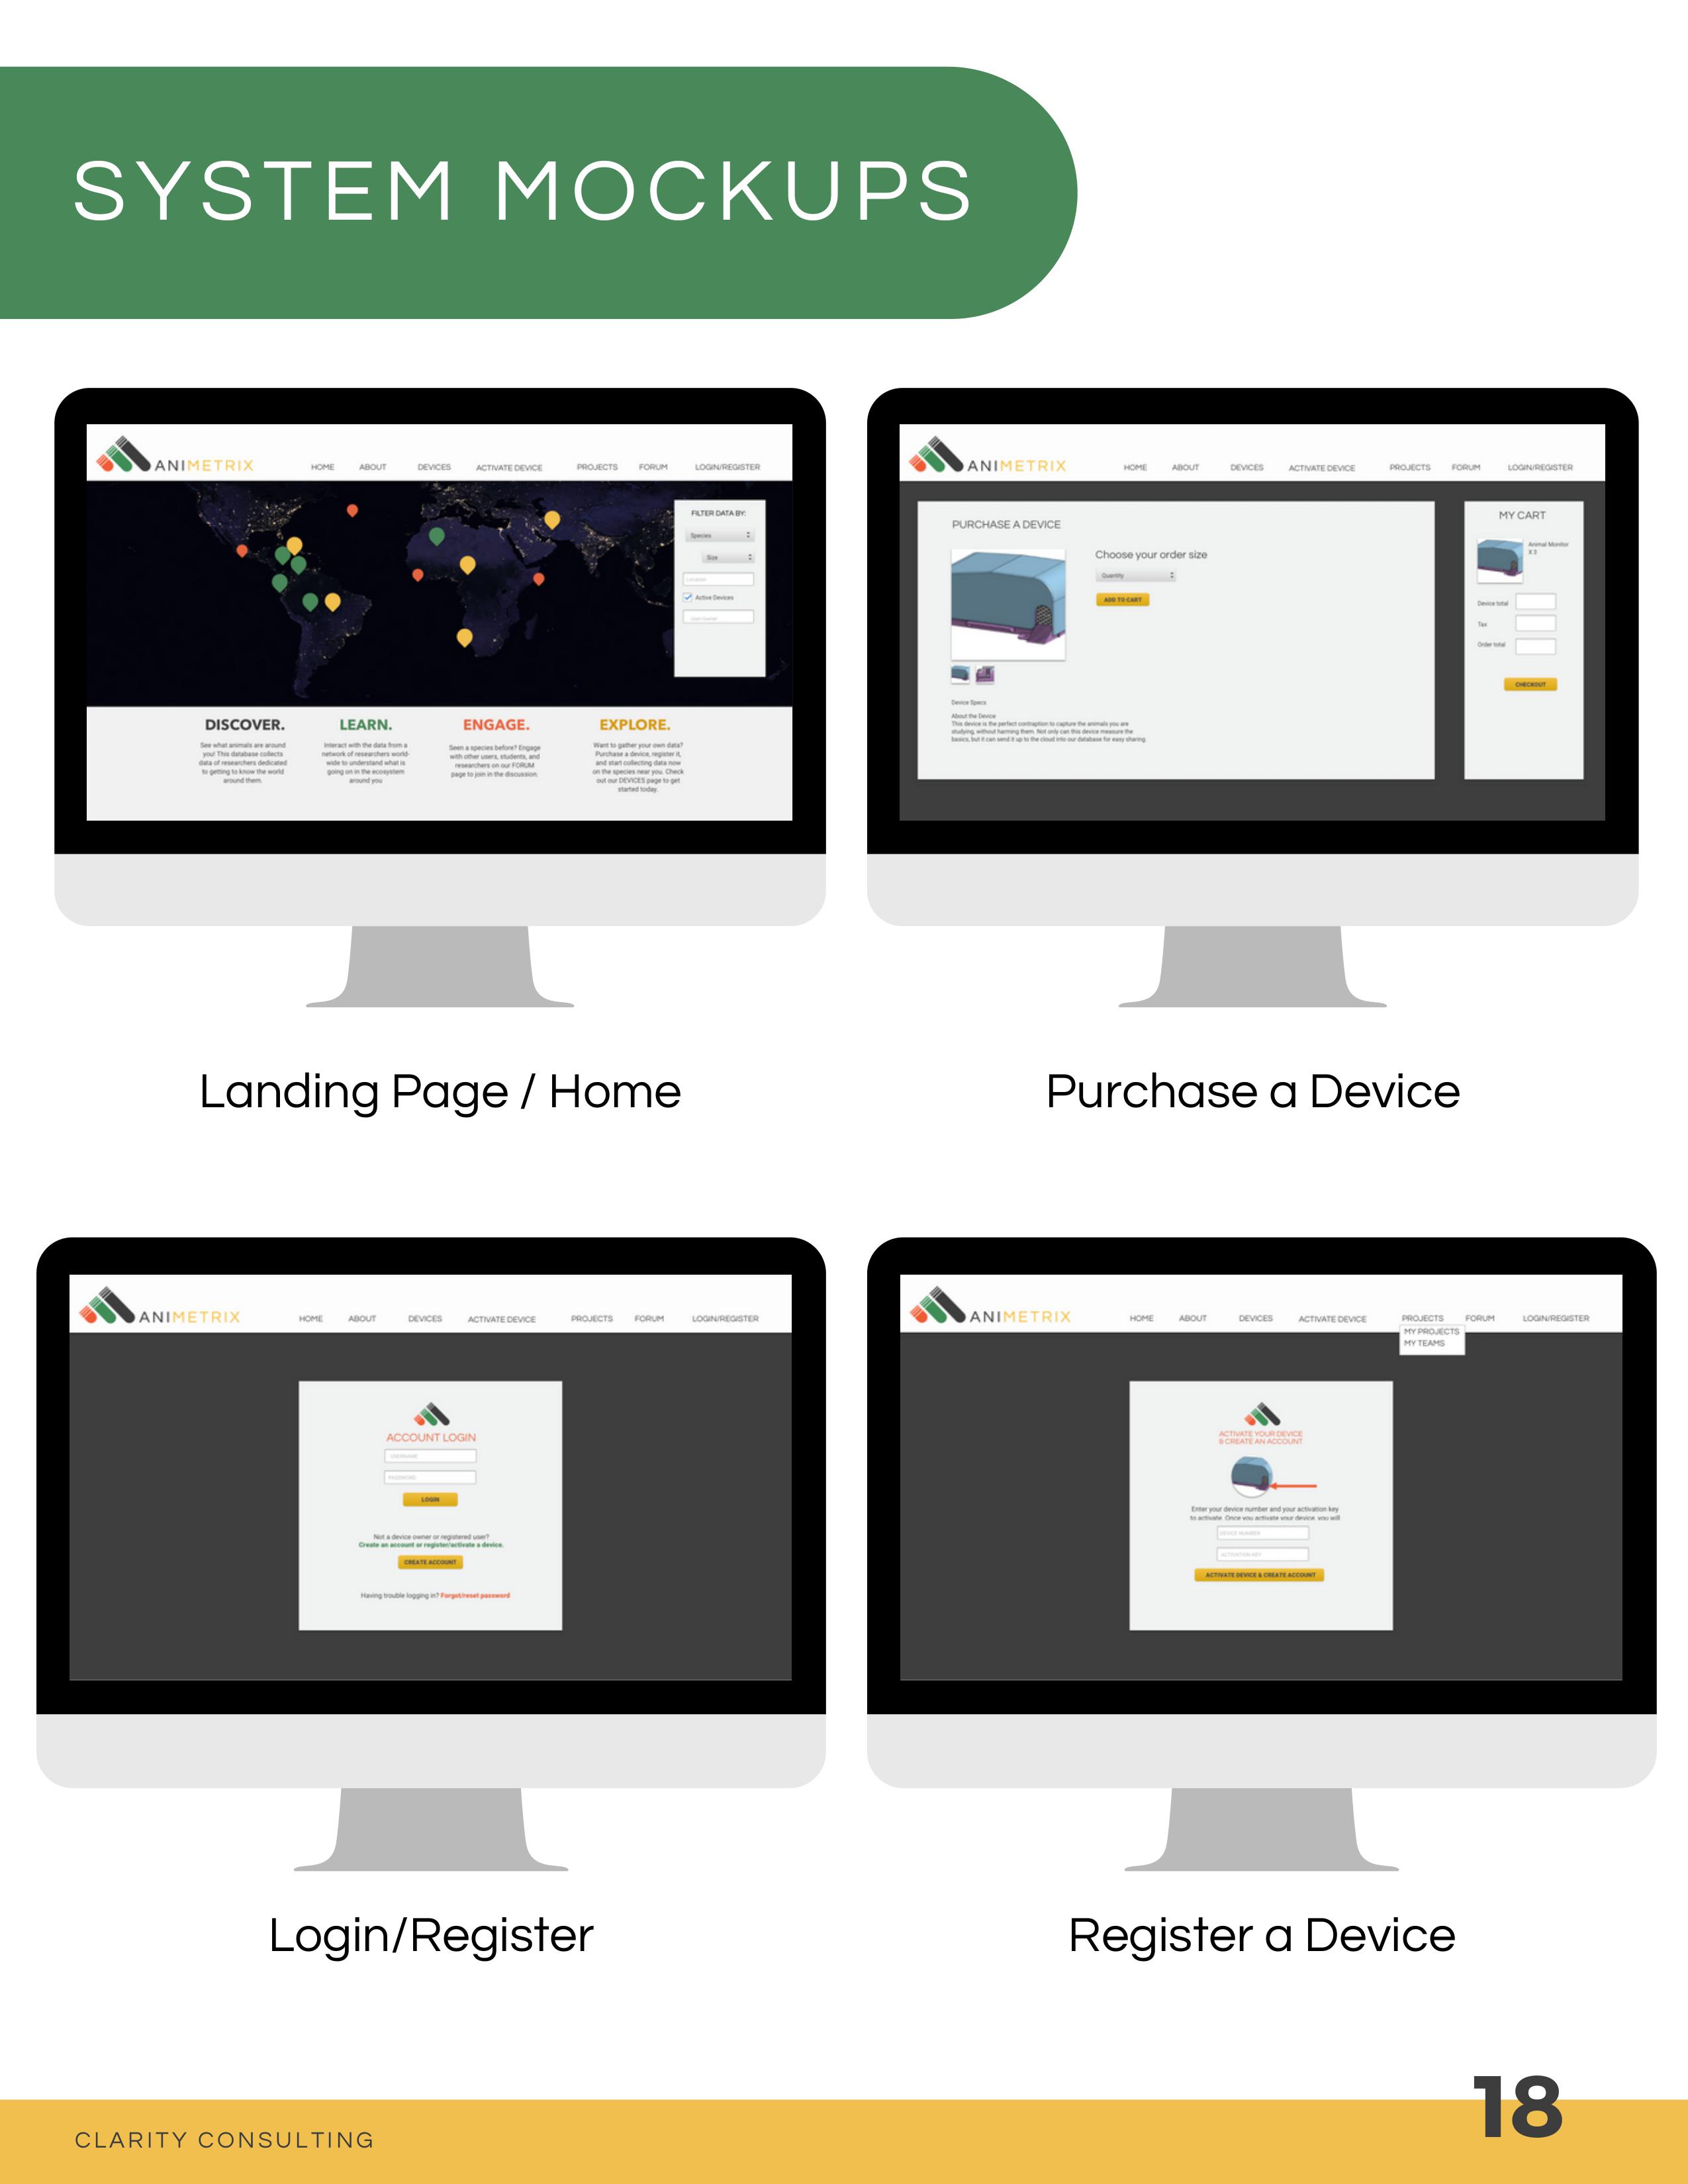 SYSTEM MOCKUPS
ANIMETRIX
HOME ABOUT DEVICES ACTIVATE DEVICE PROJECTS FORUM LOGIN/REGISTER
FILTER DATA BY:
Species
Size
Location
Active Devices
DISCOVER.
See what animals are around
you! This database collects
data of researchers dedicated
to getting to know the world
around them.
LEARN.
Interact with the data from a
network of researchers world-
wide to understand what is
going on in the ecosystem
around you
ENGAGE.
Seen a species before? Engage
with other users, students, and
researchers on our FORUM
page to join in the discussion.
EXPLORE.
Want to gather your own data?
Purchase a device, register it,
and start collecting data now
on the species near you. Check
out our DEVICES page to get
started today.
Landing Page / Home
ANIMETRIX
HOME ABOUT DEVICES ACTIVATE DEVICE PROJECTS FORUM LOGIN/REGISTER
PURCHASE A DEVICE
Choose your order size
Quantity
ADD TO CART
Device Specs
About the Device
This device is the perfect contraption to capture the animals you are
studying, without harming them. Not only can this device measure the
basics, but it can send it up to the cloud into our database for easy sharing
MY CART
Animal Monitor
X 3
Device total
Tax
Order total
CHECKOUT
Purchase a Device
ANIMETRIX
HOME ABOUT DEVICES ACTIVATE DEVICE PROJECTS FORUM LOGIN/REGISTER
ACCOUNT LOGIN
USERNAME
PASSWORD
LOGIN
Not a device owner or registered user?
Create an account or register/activate a device.
CREATE ACCOUNT
Having trouble logging in? Forgot/reset password
Login/Register
ANIMETRIX
HOME ABOUT DEVICES ACTIVATE DEVICE PROJECTS FORUM LOGIN/REGISTER
MY PROJECTS
MY TEAMS
ACTIVATE YOUR DEVICE
& CREATE AN ACCOUNT
Enter your device number and your activation key
to activate. Once you activate your device, you will
DEVICE NUMBER
ACTIVATION KEY
ACTIVATE DEVICE & CREATE ACCOUNT
Register a Device
CLARITY CONSULTING
18